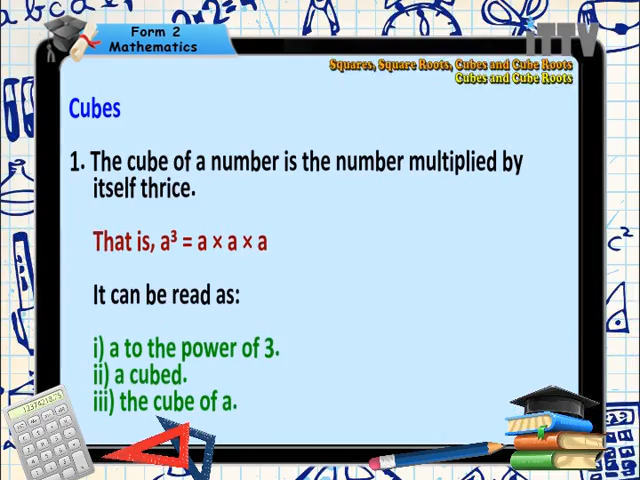 Form 2
Mathematics
iTTV
Squares, Square Roots, Cubes and Cube Roots
Cubes and Cube Roots
Cubes
1. The cube of a number is the number multiplied by
itself thrice.
That is, a³ = a × a × a
It can be read as:
i) a to the power of 3.
ii) a cubed.
iii) the cube of a.
c²